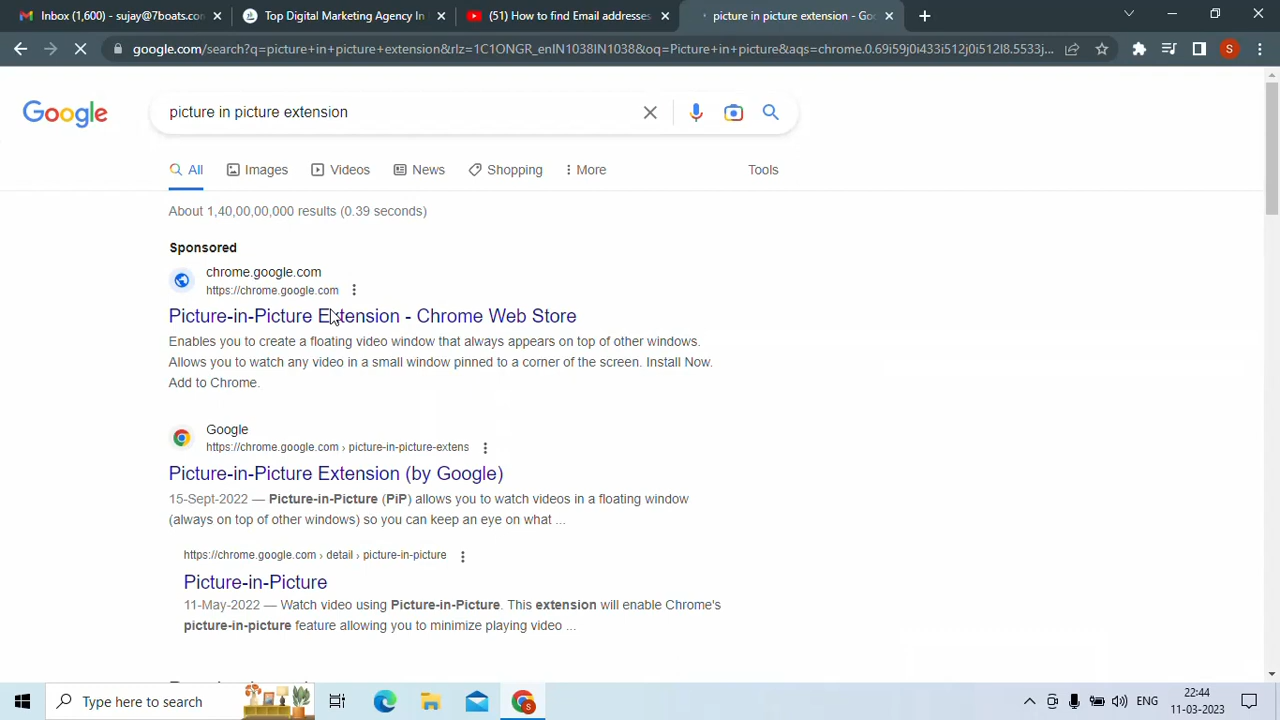 Inbox (1,600) - sujay@7boats.con
Top Digital Marketing Agency In
(51) How to find Email addresses
picture in picture extension - Goo
google.com/search?q=picture+in+picture+extension&rlz=1C1ONGR_enIN1038IN1038&oq=Picture+in+picture&aqs=chrome.0.69i59j0i433i512j0i512l8.5533j...
S
Google
picture in picture extension
All
Images
Videos
News
Shopping
More
Tools
About 1,40,00,00,000 results (0.39 seconds)
Sponsored
chrome.google.com
https://chrome.google.com
Picture-in-Picture Extension - Chrome Web Store
Enables you to create a floating video window that always appears on top of other windows.
Allows you to watch any video in a small window pinned to a corner of the screen. Install Now.
Add to Chrome.
Google
https://chrome.google.com › picture-in-picture-extens
Picture-in-Picture Extension (by Google)
15-Sept-2022 — Picture-in-Picture (PiP) allows you to watch videos in a floating window
(always on top of other windows) so you can keep an eye on what ...
https://chrome.google.com › detail › picture-in-picture
Picture-in-Picture
11-May-2022 — Watch video using Picture-in-Picture. This extension will enable Chrome's
picture-in-picture feature allowing you to minimize playing video ...
Type here to search
S
ENG
22:44
11-03-2023